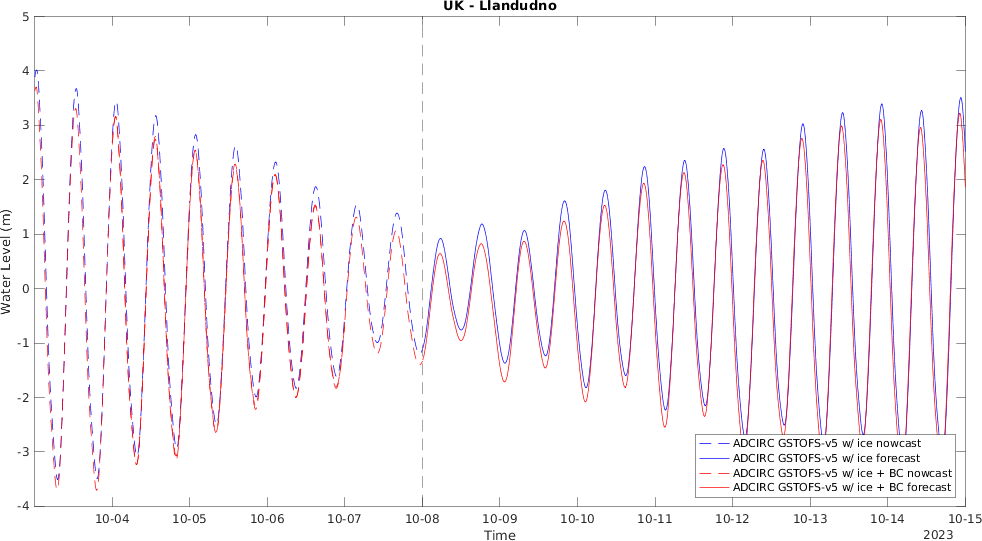 UK - Llandudno
5
4
3
2
1
0
-1
-2
-3
-4
Water Level (m)
10-04 10-05 10-06 10-07 10-08 10-09 10-10 10-11 10-12 10-13 10-14 10-15
Time
2023
ADCIRC GSTOFS-v5 w/ ice nowcast
ADCIRC GSTOFS-v5 w/ ice forecast
ADCIRC GSTOFS-v5 w/ ice + BC nowcast
ADCIRC GSTOFS-v5 w/ ice + BC forecast